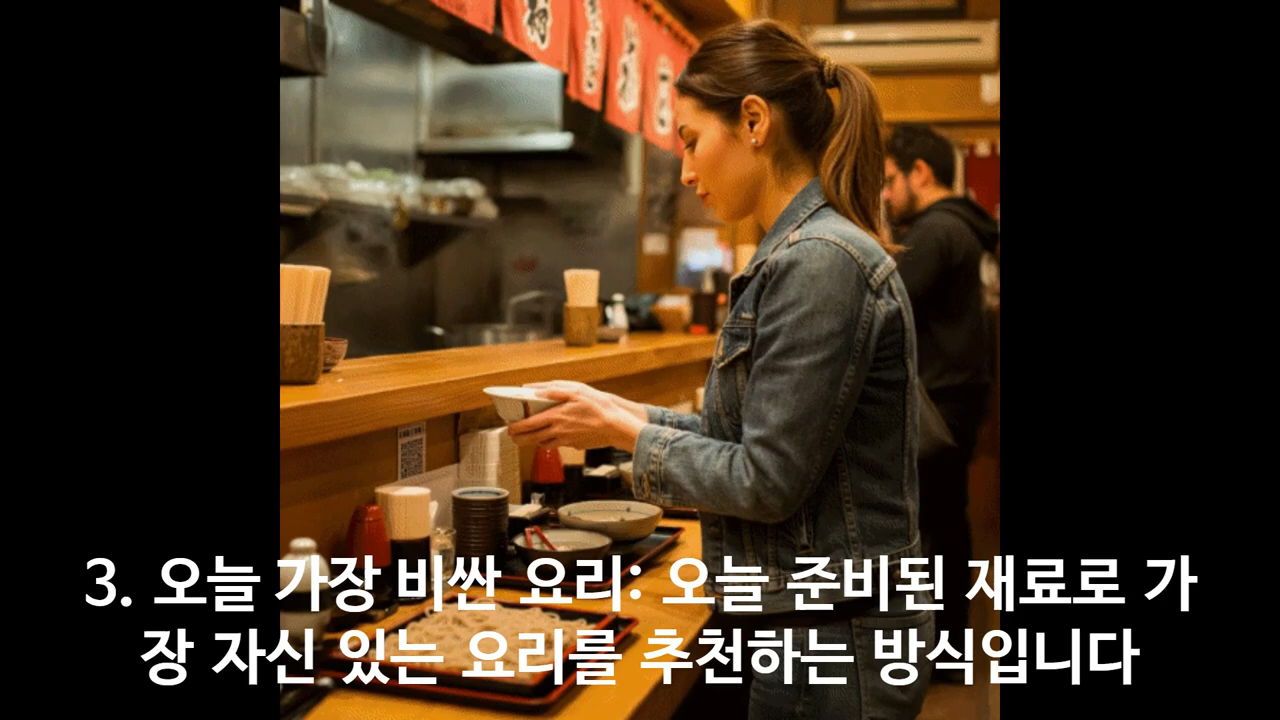 3. 오늘 가장 비싼 요리: 오늘 준비된 재료로 가
장 자신 있는 요리를 추천하는 방식입니다